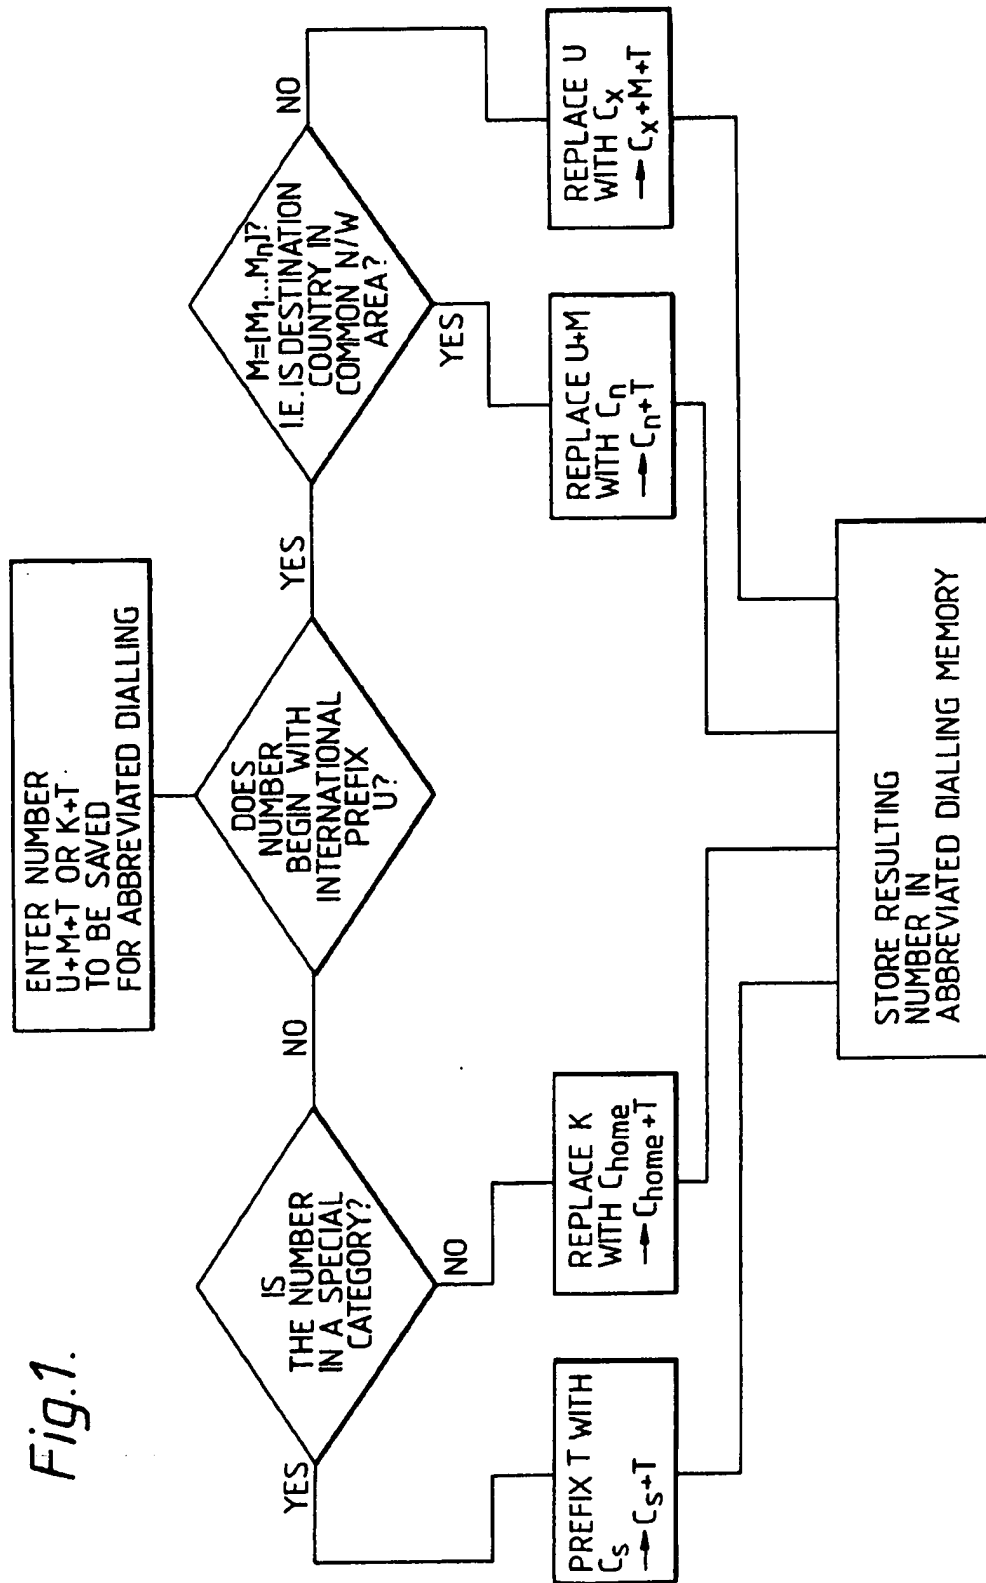 Fig.1.
ENTER NUMBER
U+M+T OR K+T
TO BE SAVED
FOR ABBREVIATED DIALLING
DOES
NUMBER
BEGIN WITH
INTERNATIONAL
PREFIX
U?
NO
YES
IS
THE NUMBER
IN A SPECIAL
CATEGORY?
YES
NO
M=[M1...Mn]?
I.E. IS DESTINATION
COUNTRY IN
COMMON N/W
AREA?
YES
NO
PREFIX T WITH
Cs
→Cs+T
REPLACE K
WITH Chome
→Chome+T
REPLACE U+M
WITH Cn
→Cn+T
REPLACE U
WITH Cx
→Cx+M+T
STORE RESULTING
NUMBER IN
ABBREVIATED DIALLING MEMORY